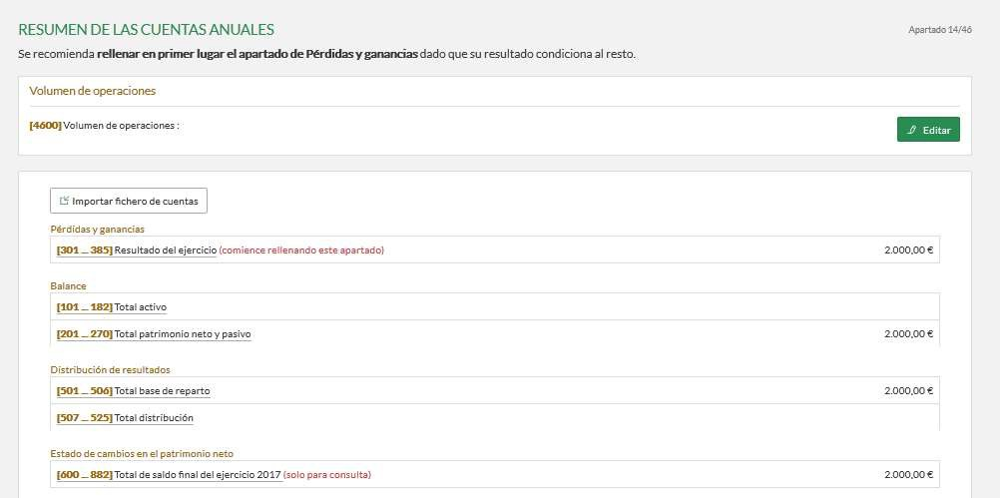 RESUMEN DE LAS CUENTAS ANUALES
Apartado 14/46
Se recomienda rellenar en primer lugar el apartado de Pérdidas y ganancias dado que su resultado condiciona al resto.
Volumen de operaciones
[4600] Volumen de operaciones :
Editar
Importar fichero de cuentas
Pérdidas y ganancias
[301 ... 385] Resultado del ejercicio (comience rellenando este apartado) 2.000,00 €
Balance
[101 ... 182] Total activo
[201 ... 270] Total patrimonio neto y pasivo 2.000,00 €
Distribución de resultados
[501 ... 506] Total base de reparto 2.000,00 €
[507 ... 525] Total distribución
Estado de cambios en el patrimonio neto
[600 ... 882] Total de saldo final del ejercicio 2017 (solo para consulta) 2.000,00 €